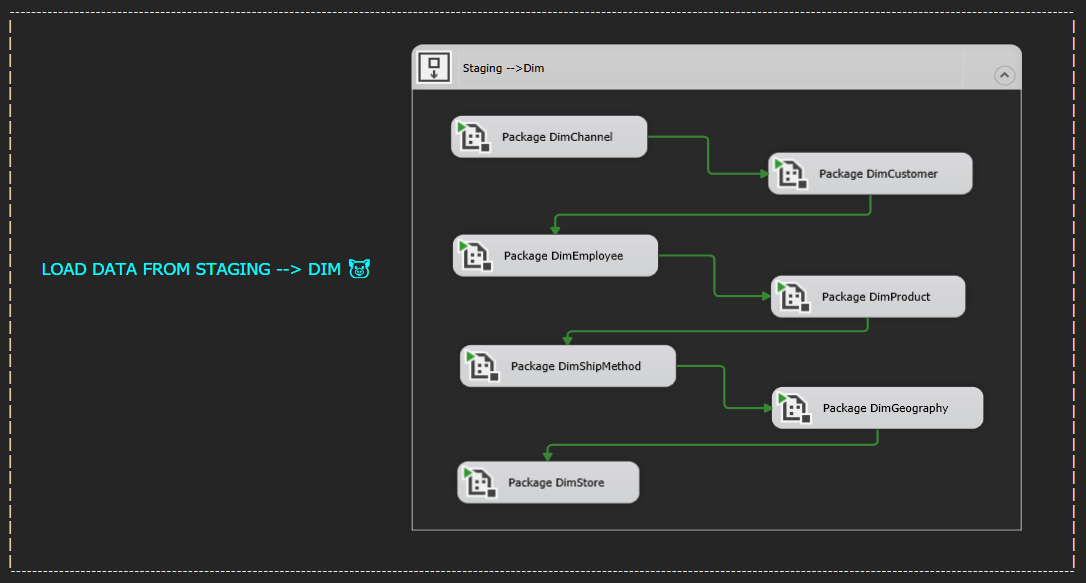 Staging -->Dim
Package DimChannel
Package DimCustomer
Package DimEmployee
LOAD DATA FROM STAGING --> DIM 🐷
Package DimProduct
Package DimShipMethod
Package DimGeography
Package DimStore